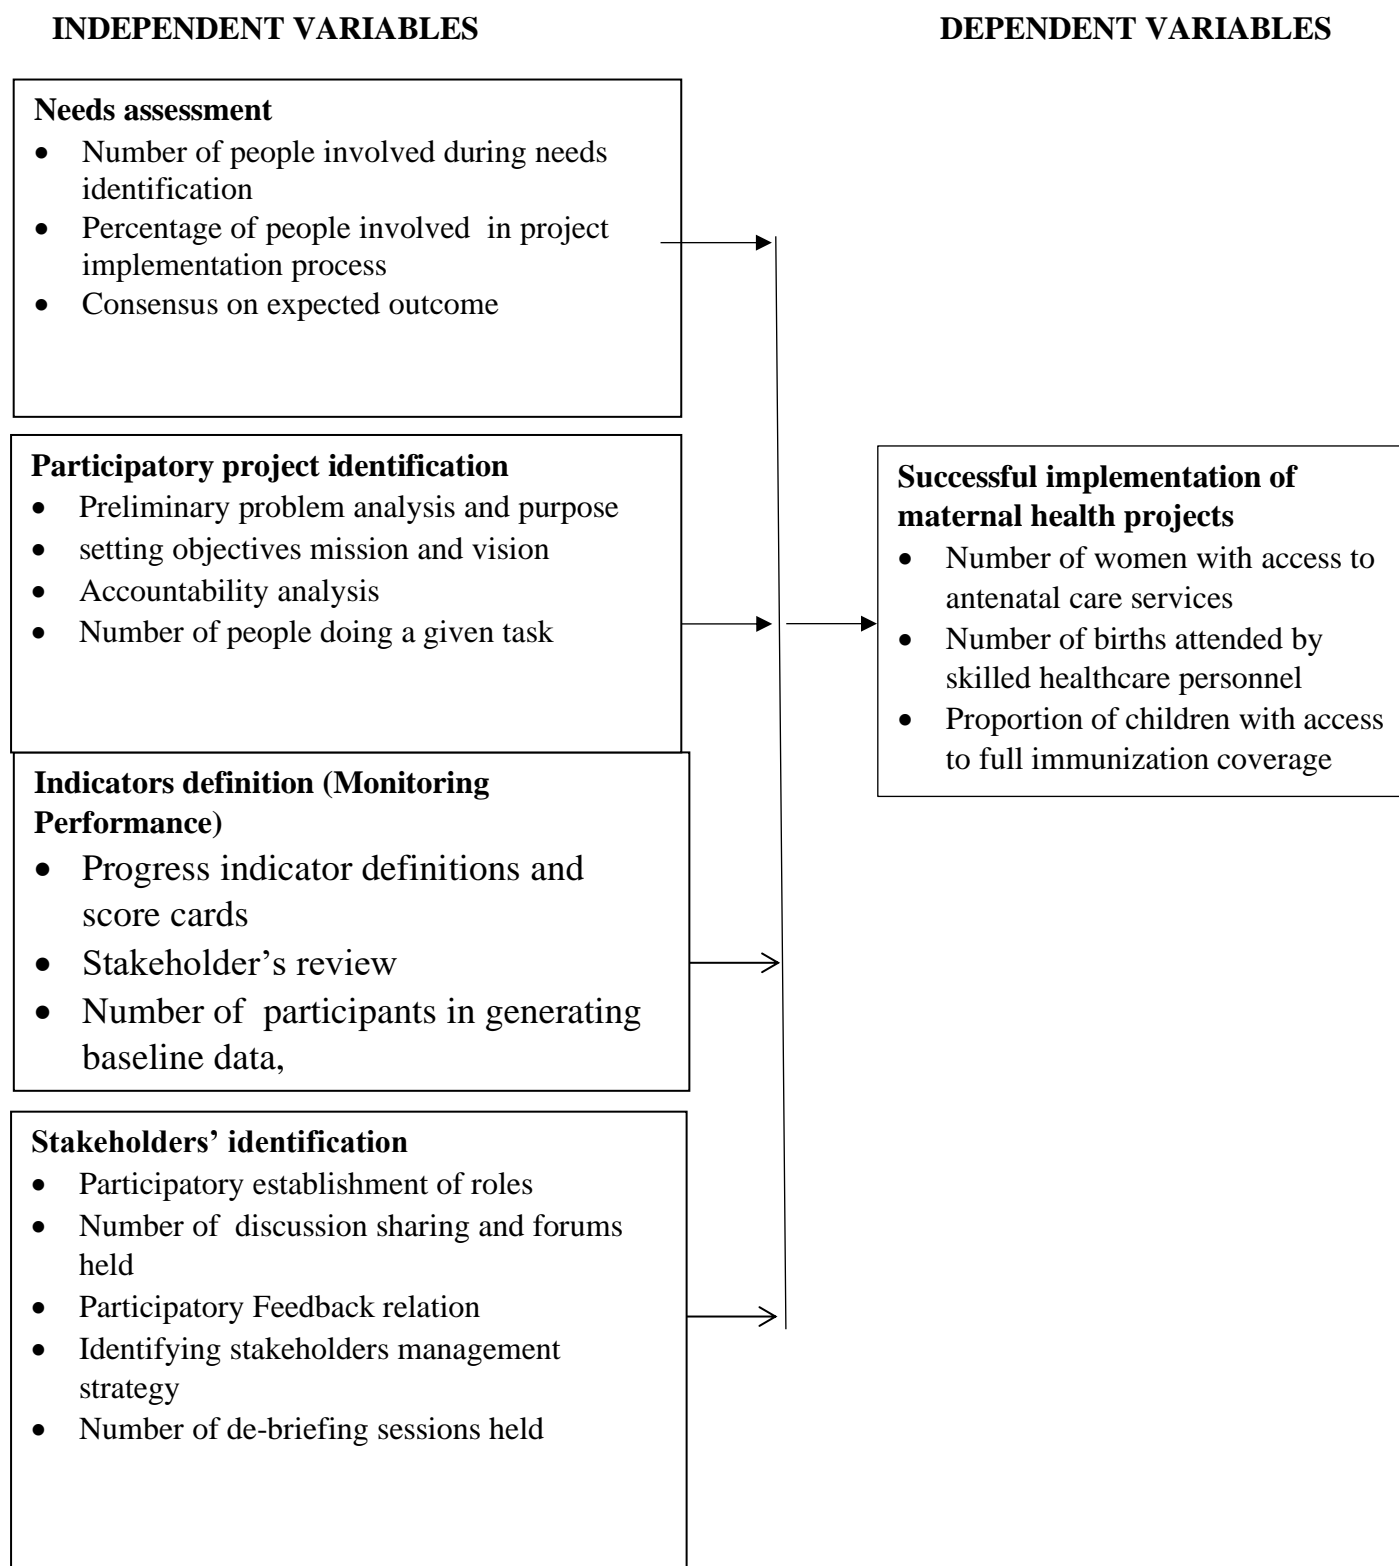 INDEPENDENT VARIABLES
DEPENDENT VARIABLES
Needs assessment
• Number of people involved during needs
identification
• Percentage of people involved in project
implementation process
• Consensus on expected outcome
Participatory project identification
• Preliminary problem analysis and purpose
• setting objectives mission and vision
• Accountability analysis
• Number of people doing a given task
Indicators definition (Monitoring
Performance)
• Progress indicator definitions and
score cards
• Stakeholder’s review
• Number of participants in generating
baseline data,
Stakeholders’ identification
• Participatory establishment of roles
• Number of discussion sharing and forums
held
• Participatory Feedback relation
• Identifying stakeholders management
strategy
• Number of de-briefing sessions held
Successful implementation of
maternal health projects
• Number of women with access to
antenatal care services
• Number of births attended by
skilled healthcare personnel
• Proportion of children with access
to full immunization coverage